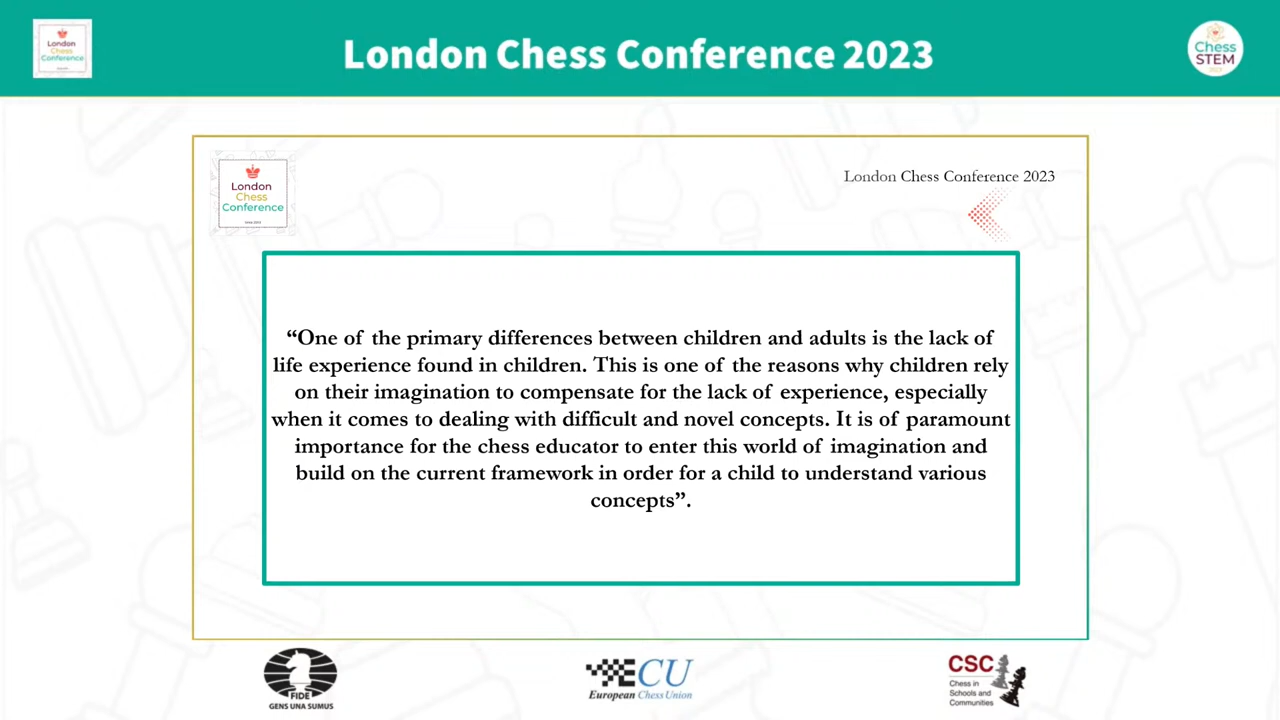 London
Chess
Conference
London Chess Conference 2023
Chess
STEM
London
Chess
Conference
London Chess Conference 2023
“One of the primary differences between children and adults is the lack of
life experience found in children. This is one of the reasons why children rely
on their imagination to compensate for the lack of experience, especially
when it comes to dealing with difficult and novel concepts. It is of paramount
importance for the chess educator to enter this world of imagination and
build on the current framework in order for a child to understand various
concepts”.
FIDE
GENS UNA SUMUS
ECU
European Chess Union
CSC
Chess in
Schools and
Communities